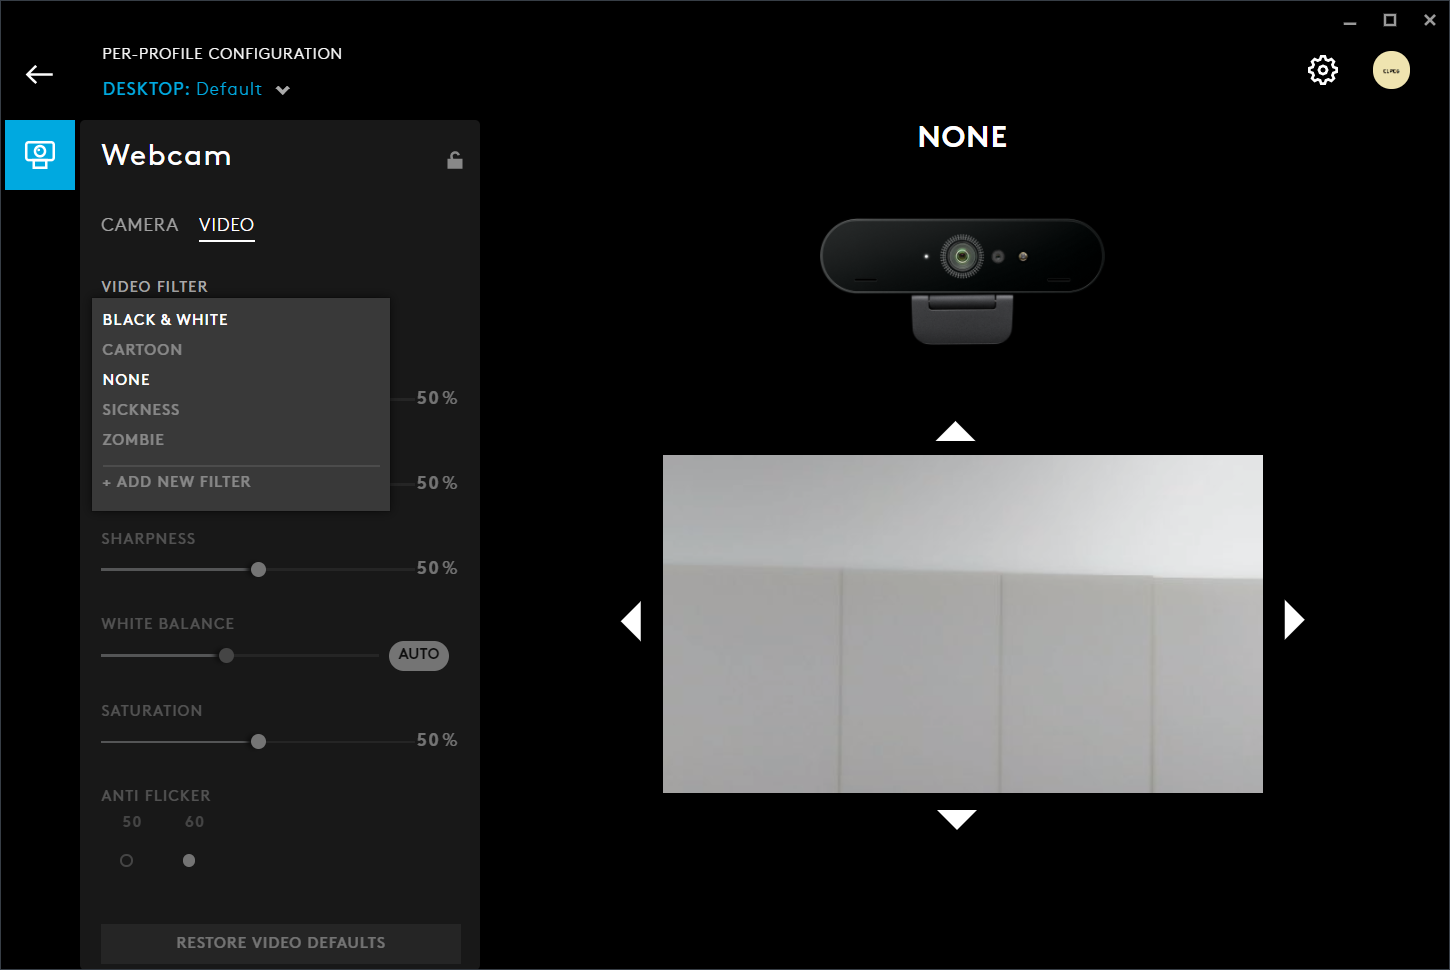 PER-PROFILE CONFIGURATION
DESKTOP: Default
Webcam
CAMERA VIDEO
VIDEO FILTER
BLACK & WHITE
CARTOON
NONE
SICKNESS
ZOMBIE
+ ADD NEW FILTER
50 %
50 %
SHARPNESS
50 %
WHITE BALANCE
AUTO
SATURATION
50 %
ANTI FLICKER
50 60
RESTORE VIDEO DEFAULTS
NONE